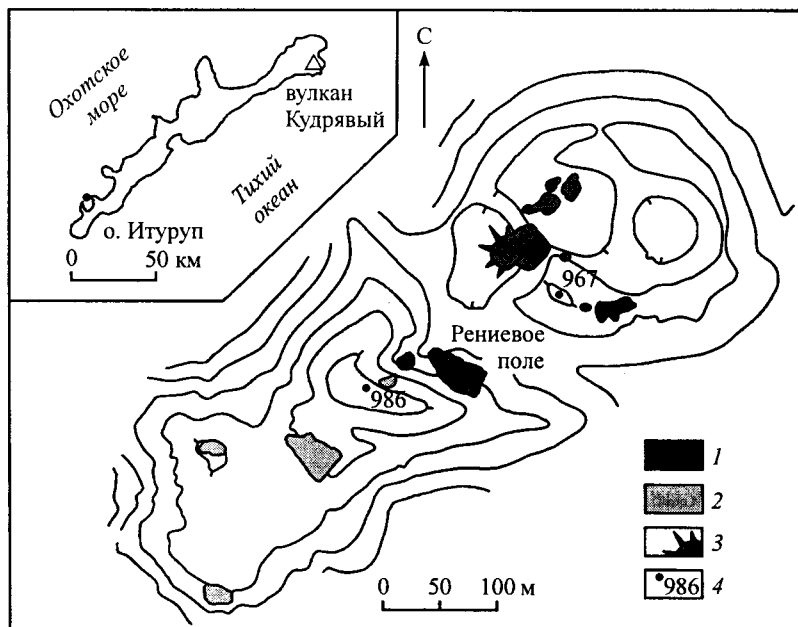 Охотское
море
вулкан
Кудрявый
Тихий
океан
о. Итуруп
0 50 км
С
967
Рениевое
поле
986
1
2
3
986 4
0 50 100 м